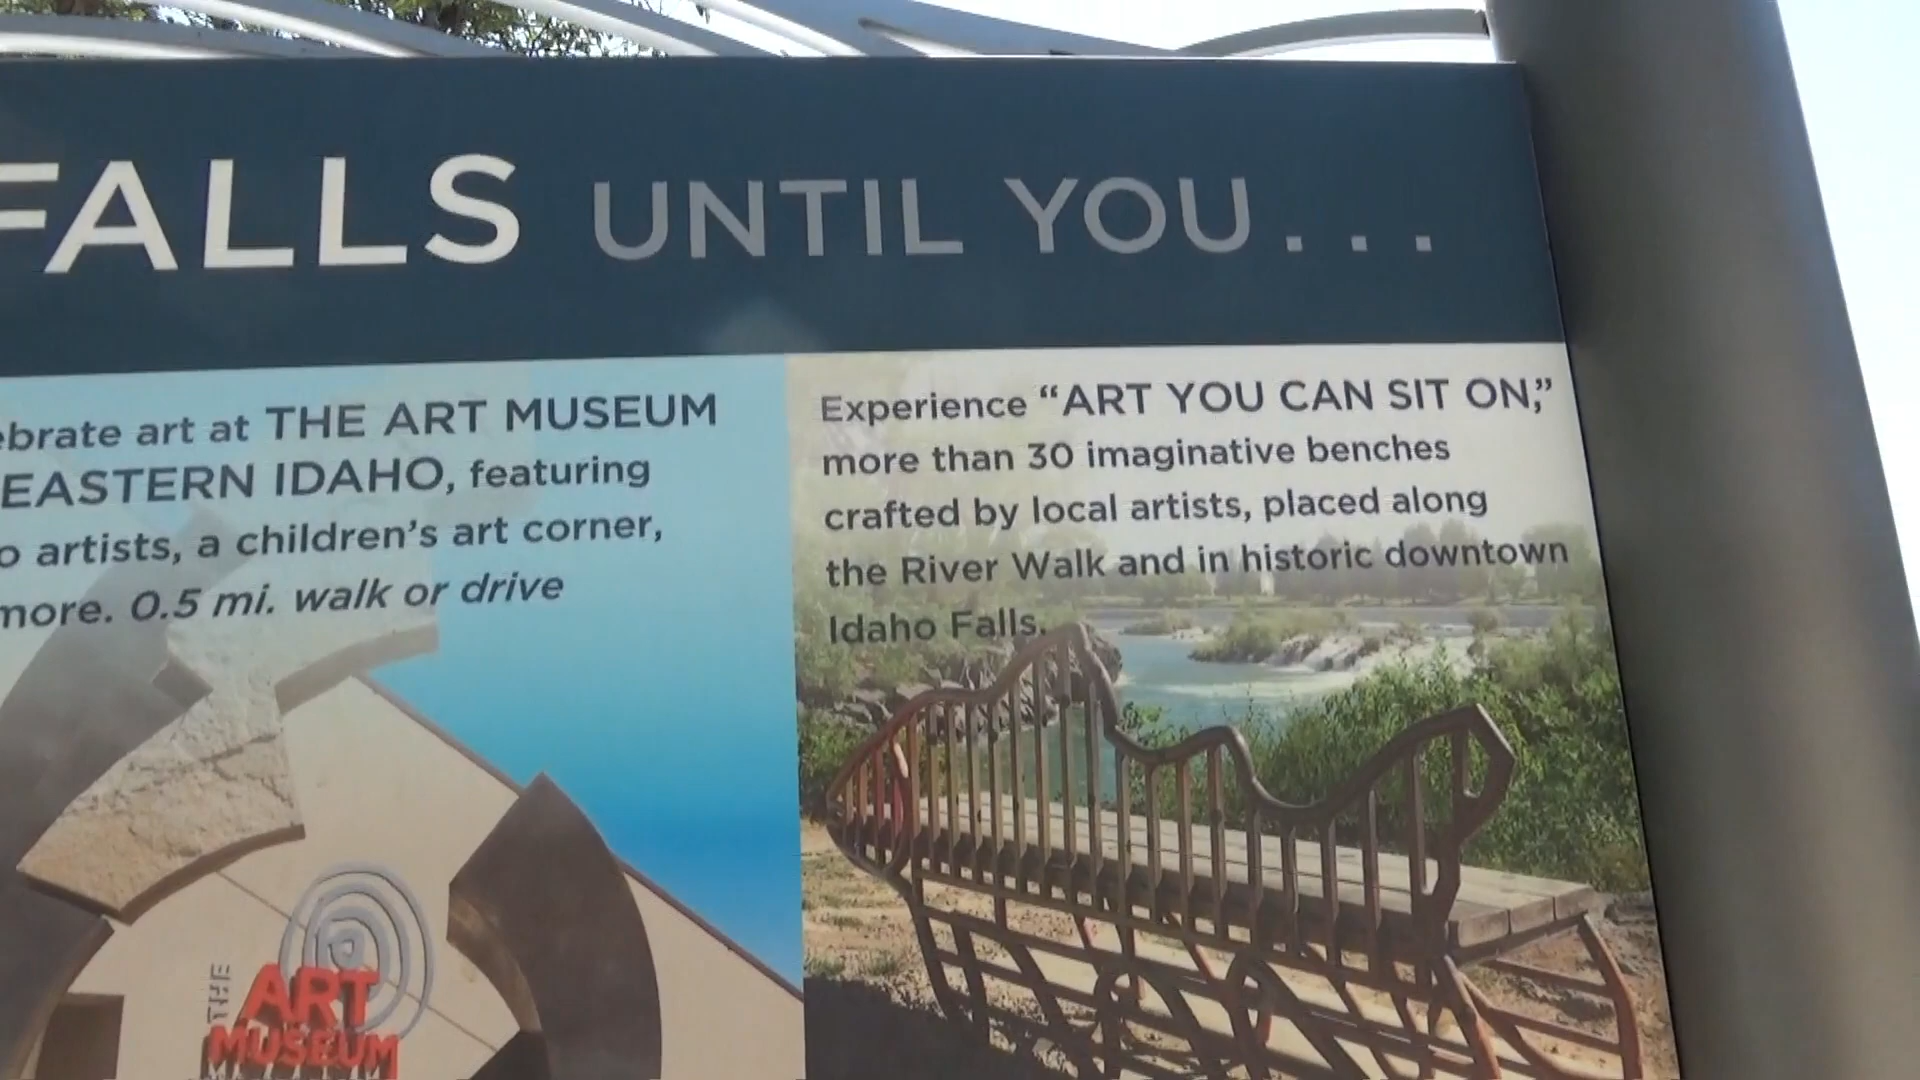 FALLS UNTIL YOU...
ebrate art at THE ART MUSEUM
EASTERN IDAHO, featuring
o artists, a children's art corner,
more. 0.5 mi. walk or drive
Experience “ART YOU CAN SIT ON,”
more than 30 imaginative benches
crafted by local artists, placed along
the River Walk and in historic downtown
Idaho Falls.
THE
ART
MUSEUM